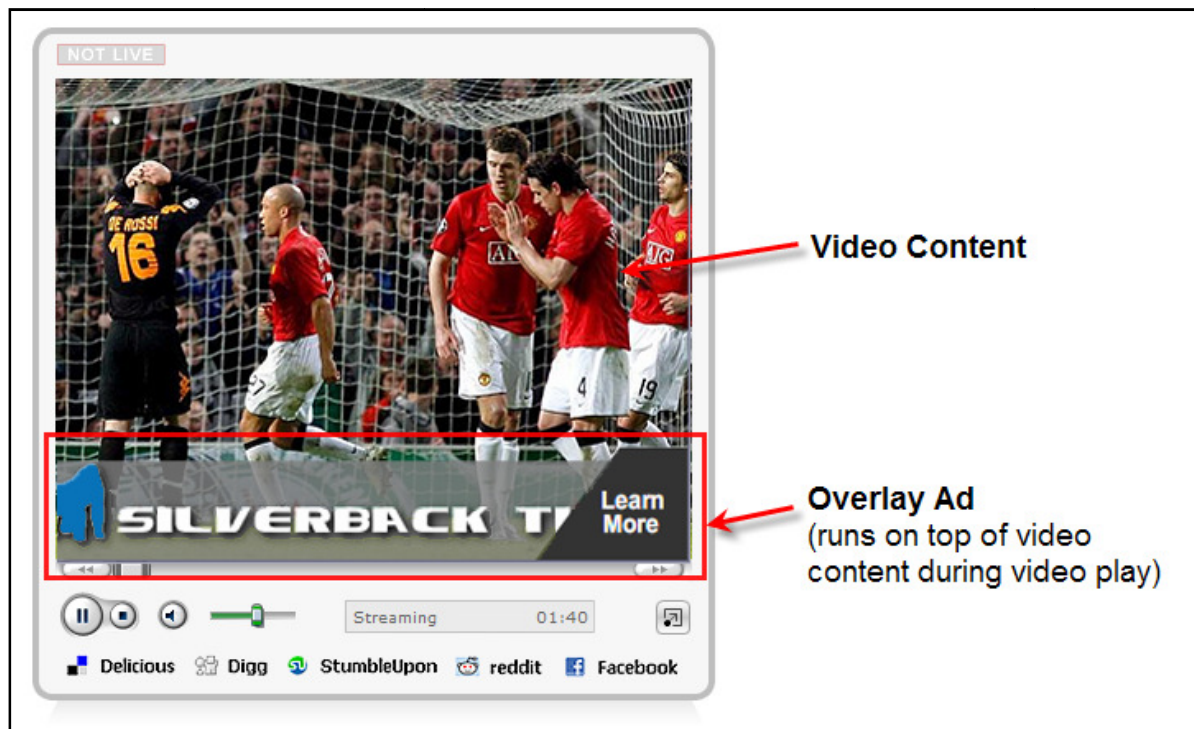 NOT LIVE
DE ROSSI
16
AIG
AIG
4
19
Video Content
SILVERBACK T
Learn
More
Overlay Ad
(runs on top of video
content during video play)
Streaming 01:40
Delicious Digg StumbleUpon reddit Facebook